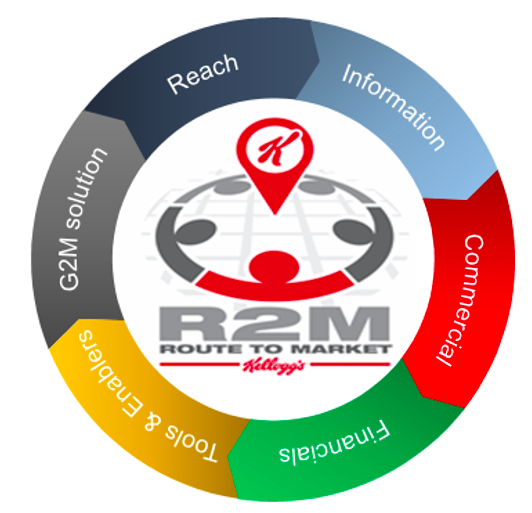 Reach
Information
Commercial
Financials
Tools & Enablers
G2M solution
K
R2M
ROUTE TO MARKET
Kellogg's